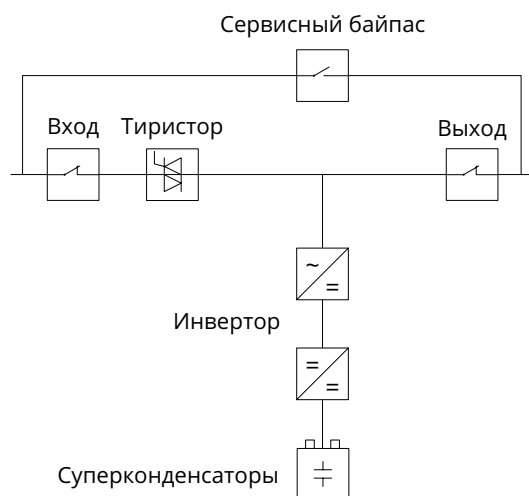 Сервисный байпас
Вход Тиристор
Выход
~
=
Инвертор
=
=
Суперконденсаторы